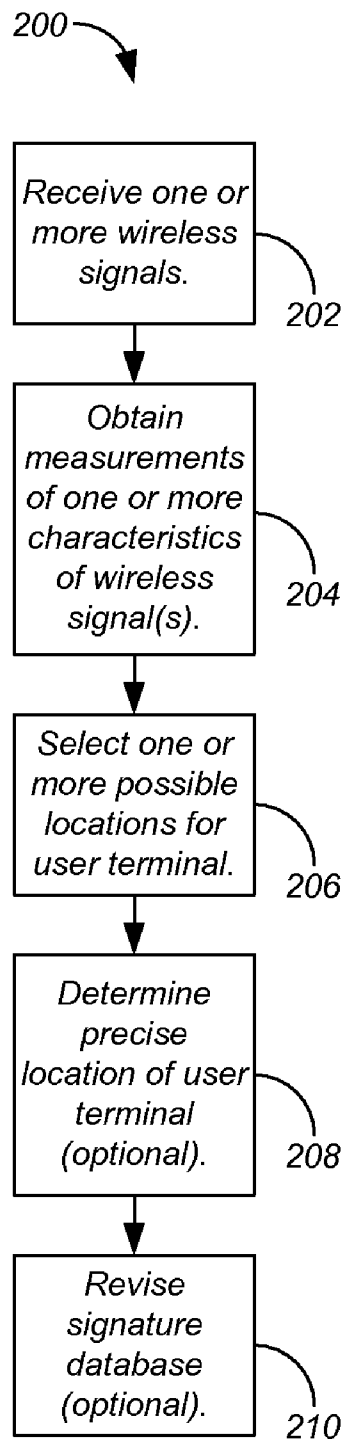 200
Receive one or
more wireless
signals.
202
Obtain
measurements
of one or more
characteristics
of wireless
signal(s).
204
Select one or
more possible
locations for
user terminal.
206
Determine
precise
location of user
terminal
(optional).
208
Revise
signature
database
(optional).
210